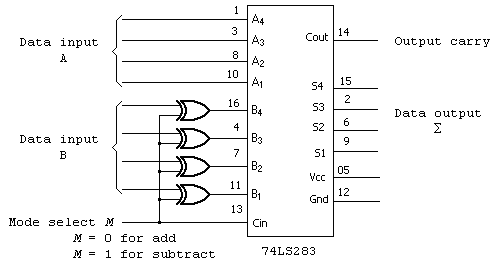 1 A4
3 A3
8 A2
10 A1
Data input
A
16 B4
4 B3
7 B2
11 B1
Data input
B
13 Cin
Mode select M
M = 0 for add
M = 1 for subtract
Cout 14 Output carry
S4 15
S3 2
S2 6
S1 9
Data output
Σ
Vcc 05
Gnd 12
74LS283